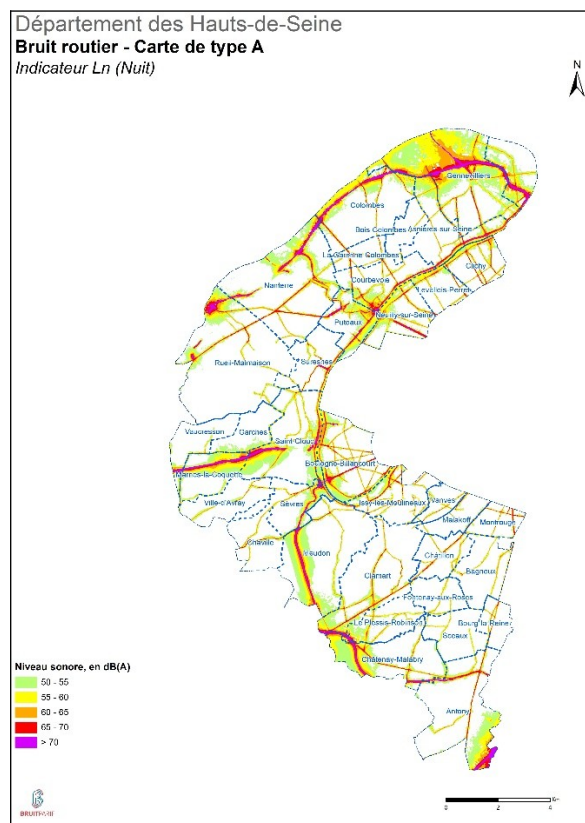 Département des Hauts-de-Seine
Bruit routier - Carte de type A
Indicateur Ln (Nuit)
N
Gennevilliers
Colombes
Bois Colombes
Asnières sur Seine
La Garenne Colombes
Clichy
Courbevoie
Nanterre
Levallois-Perret
Neuilly-sur-Seine
Puteaux
Suresnes
Rueil-Malmaison
Vaucresson
Garches
Saint-Cloud
Boulogne-Billancourt
Marnes-la-Coquette
Ville-d'Avray
Sèvres
Issy-les-Moulineaux
Vanves
Malakoff
Montrouge
Chaville
Meudon
Châtillon
Clamart
Bagneux
Fontenay-aux-Roses
Le Plessis-Robinson
Bourg-la-Reine
Sceaux
Châtenay-Malabry
Antony
Niveau sonore, en dB(A)
50 - 55
55 - 60
60 - 65
65 - 70
> 70
0 2 4
BRUITPARIF